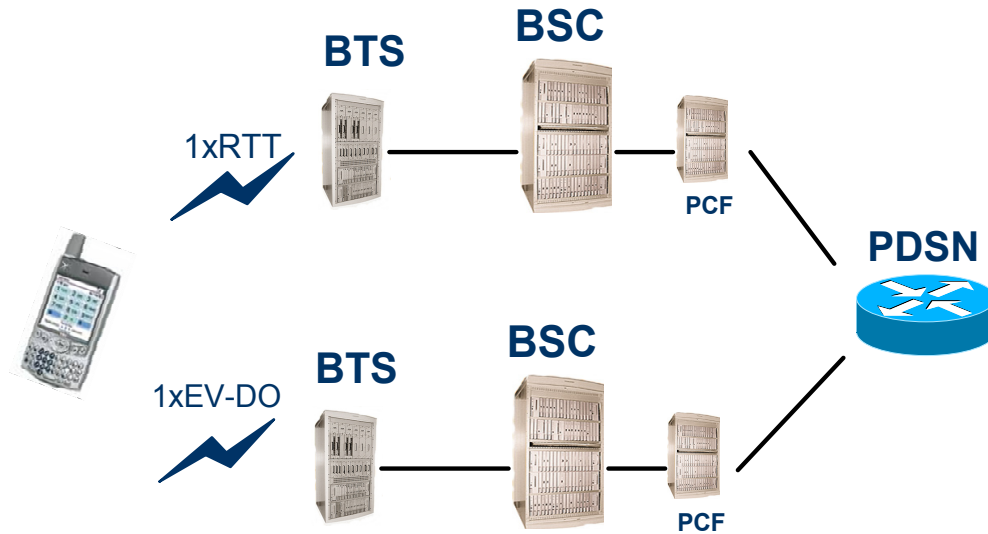 BSC
BTS
1xRTT
PCF
PDSN
BSC
BTS
1xEV-DO
PCF